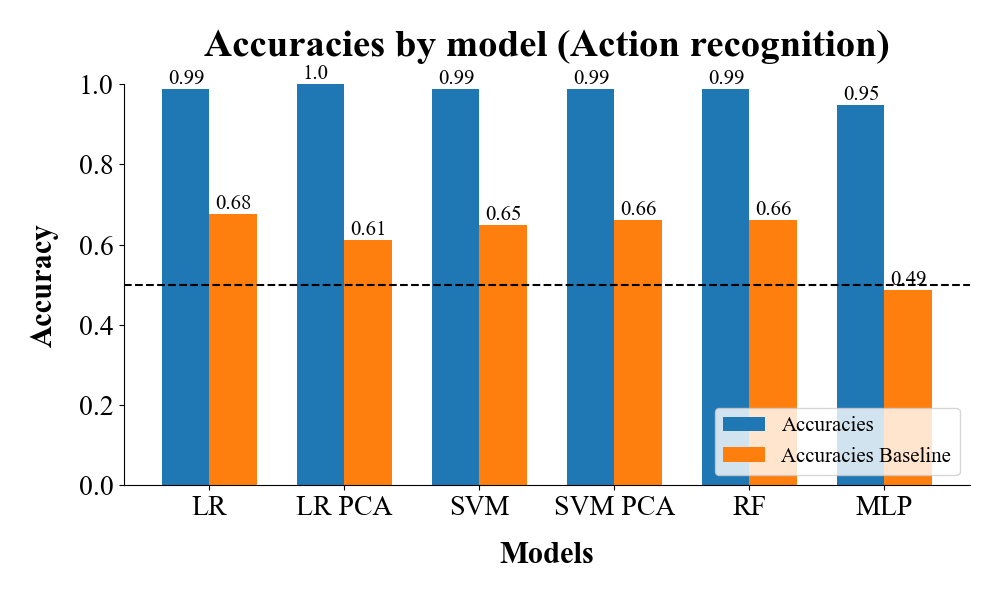 Accuracies by model (Action recognition)
0.99 1.0 0.99 0.99 0.99 0.95
0.68 0.61 0.65 0.66 0.66 0.49
1.0
0.8
0.6
0.4
0.2
0.0
Accuracy
Accuracies
Accuracies Baseline
LR LR PCA SVM SVM PCA RF MLP
Models